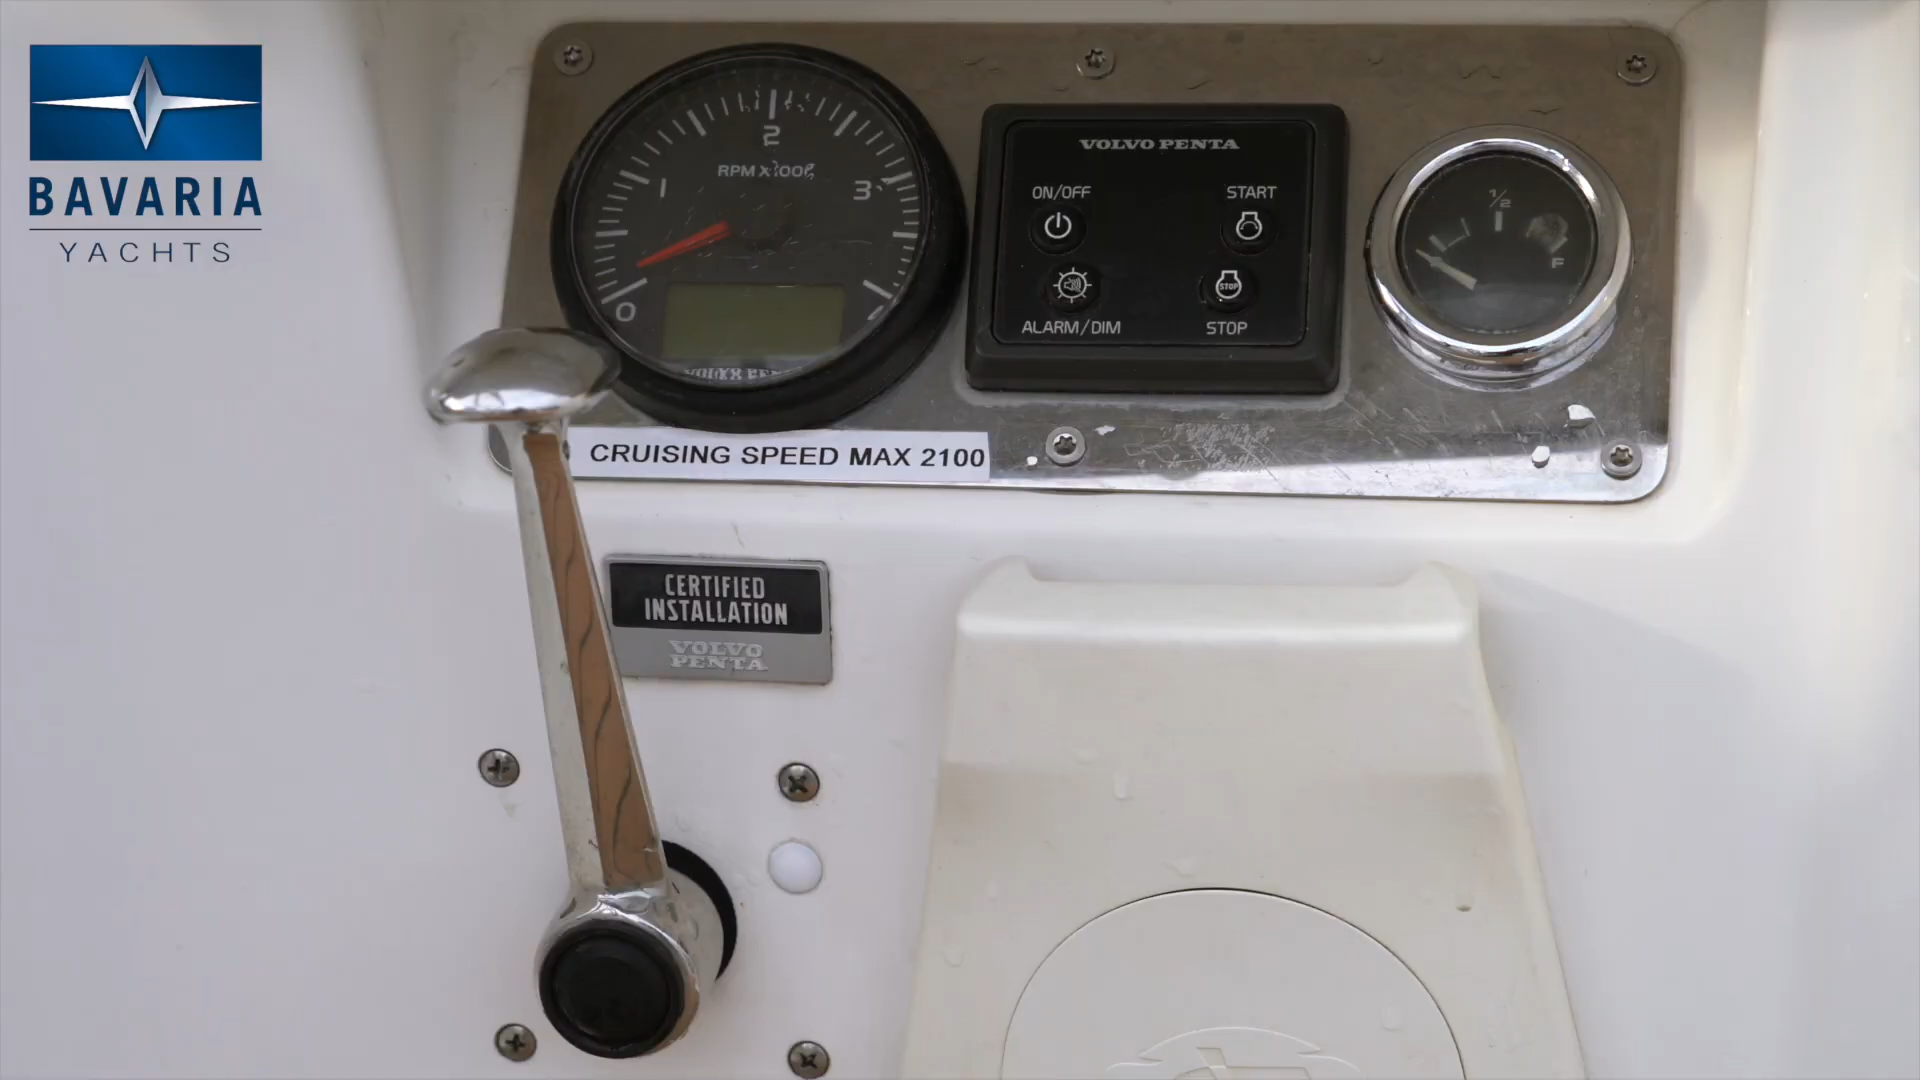 BAVARIA
YACHTS
1
2
3
RPM X1000
0
VOLVO PENTA
ON/OFF
START
STOP
ALARM/DIM
STOP
1/2
F
CRUISING SPEED MAX 2100
CERTIFIED
INSTALLATION
VOLVO
PENTA